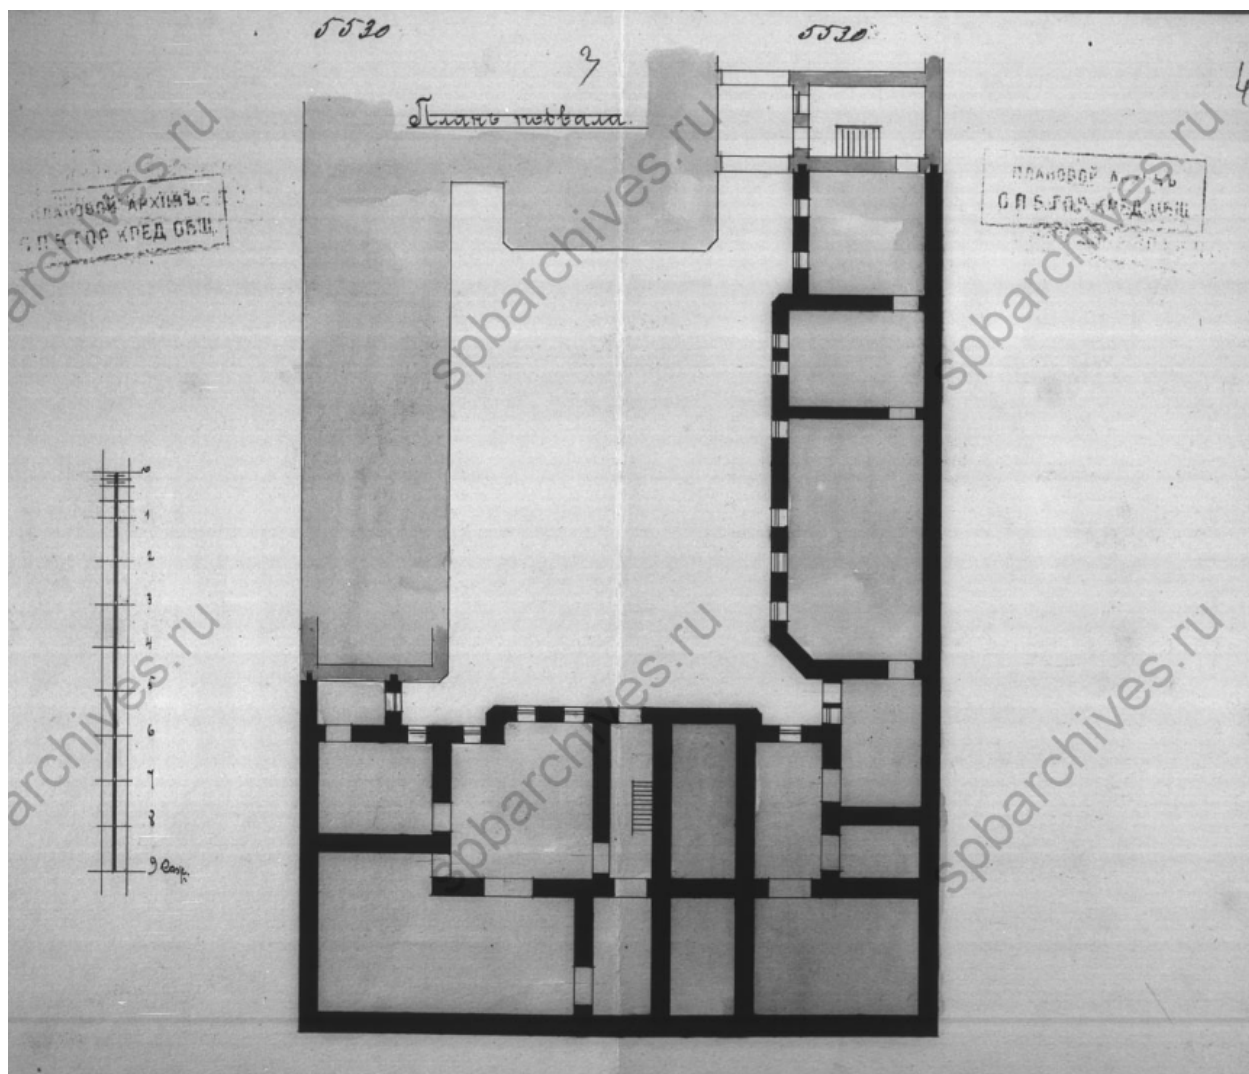 5530
5530
3
4
Планъ подвала.
ПЛАНОВОЙ АРХИВЪ
С.П.Б. ГОР. КРЕД. ОБЩ.
ПЛАНОВОЙ
С.П.Б. ГОР. КРЕД. ОБЩ.
1
2
3
4
5
6
7
8
9 Саж.
spbarchives.ru
spbarchives.ru
spbarchives.ru
spbarchives.ru
spbarchives.ru
spbarchives.ru